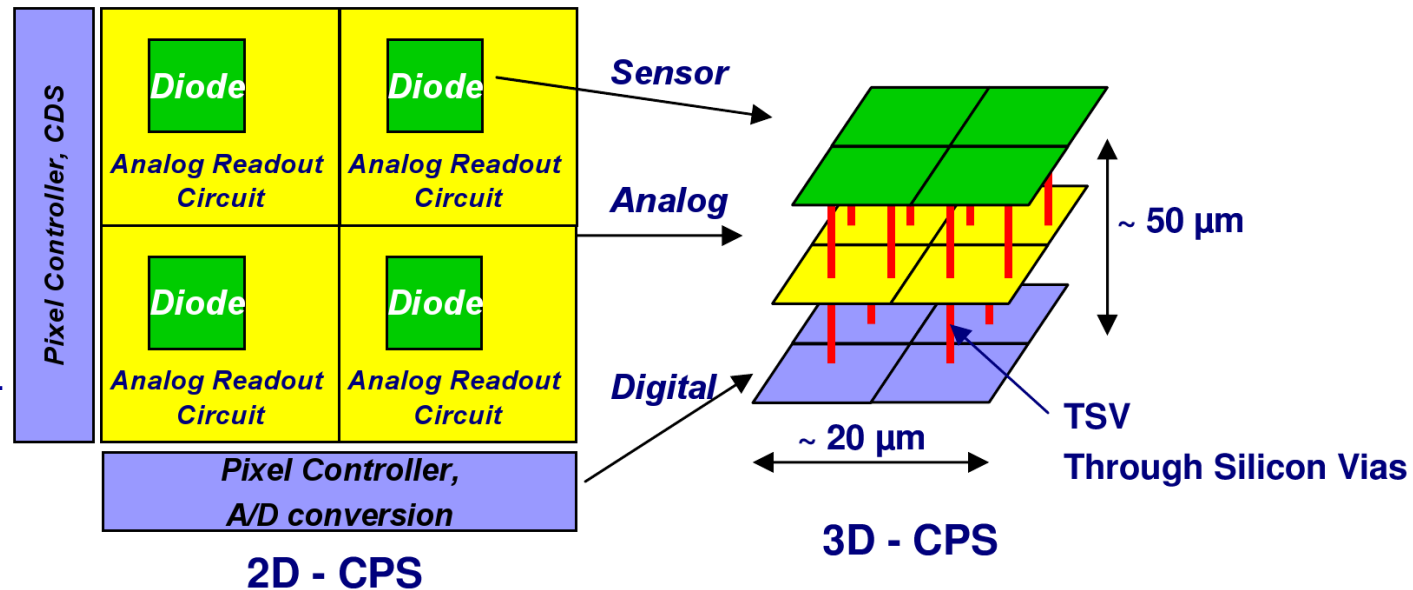 Pixel Controller, CDS
Diode
Analog Readout
Circuit
Diode
Analog Readout
Circuit
Diode
Analog Readout
Circuit
Diode
Analog Readout
Circuit
Pixel Controller,
A/D conversion
2D - CPS
Sensor
Analog
Digital
~ 50 µm
~ 20 µm
TSV
Through Silicon Vias
3D - CPS